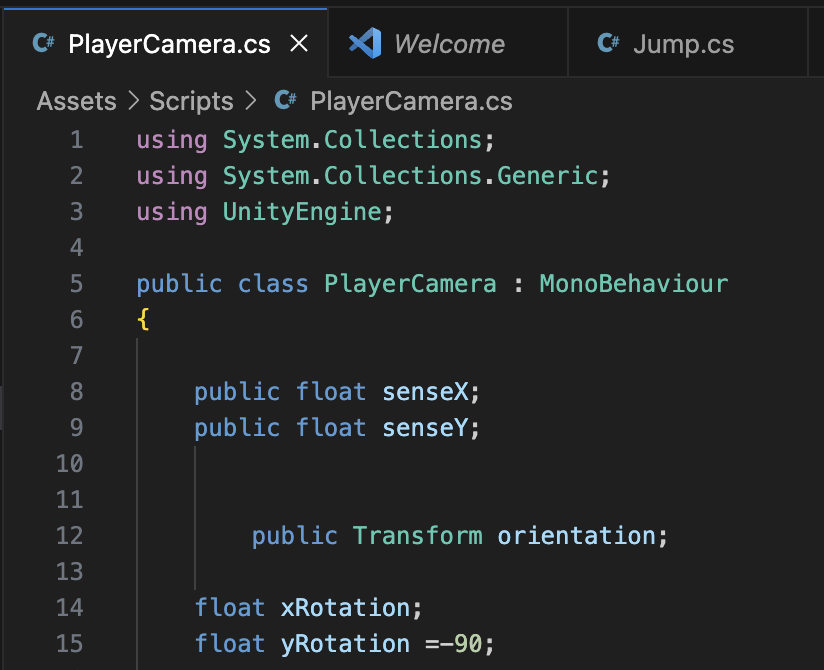 C# PlayerCamera.cs × Welcome C# Jump.cs
Assets > Scripts > C# PlayerCamera.cs
1 using System.Collections;
2 using System.Collections.Generic;
3 using UnityEngine;
4
5 public class PlayerCamera : MonoBehaviour
6 {
7
8 public float senseX;
9 public float senseY;
10
11
12 public Transform orientation;
13
14 float xRotation;
15 float yRotation =-90;